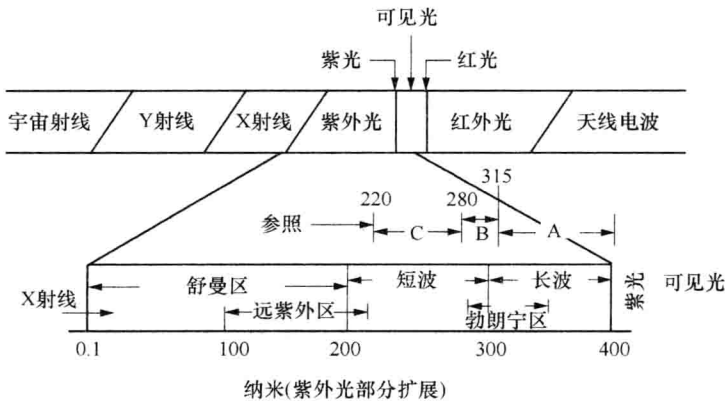 可见光
紫光 红光
宇宙射线 Y射线 X射线 紫外光 红外光 天线电波
315
220 280
参照 C B A
舒曼区 短波 长波 紫光 可见光
X射线 远紫外区 勃朗宁区
0.1 100 200 300 400
纳米(紫外光部分扩展)